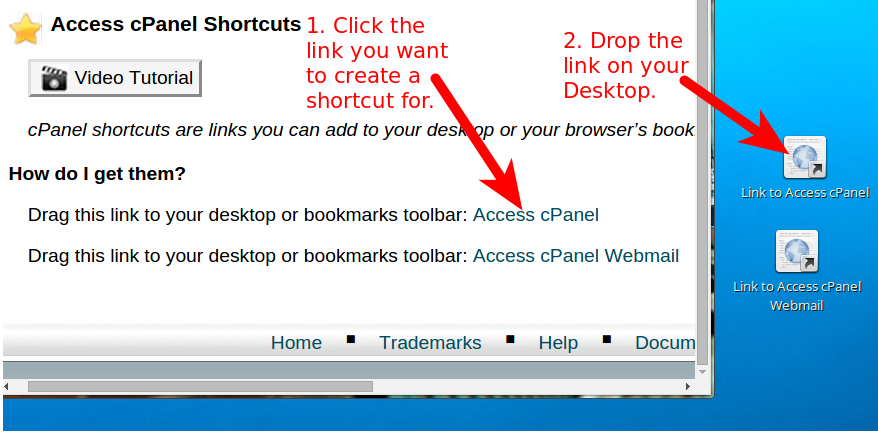 Access cPanel Shortcuts
1. Click the
link you want
to create a
shortcut for.
2. Drop the
link on your
Desktop.
Video Tutorial
cPanel shortcuts are links you can add to your desktop or your browser's book
How do I get them?
Drag this link to your desktop or bookmarks toolbar: Access cPanel
Drag this link to your desktop or bookmarks toolbar: Access cPanel Webmail
Link to Access cPanel
Link to Access cPanel
Webmail
Home ■ Trademarks ■ Help ■ Docum